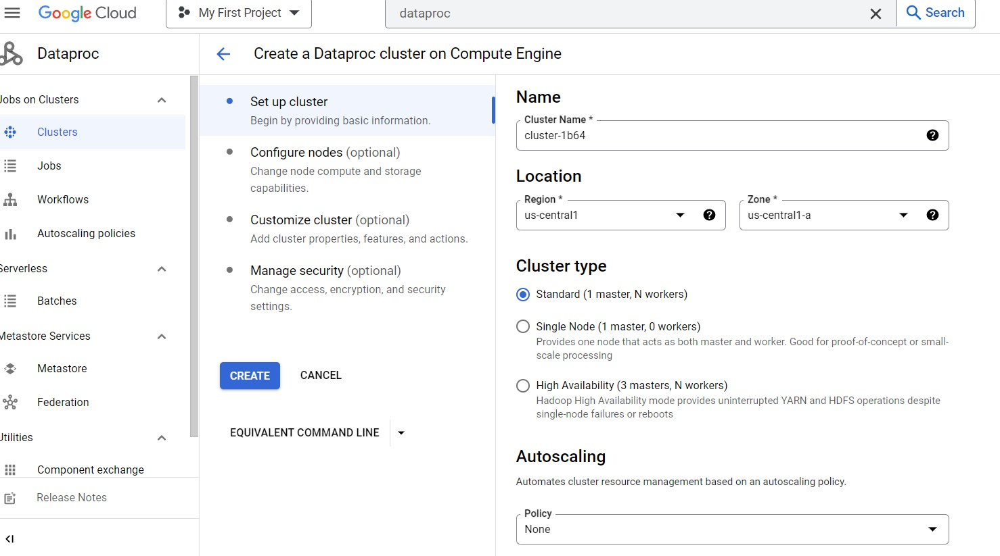 Google Cloud
My First Project
dataproc
Search
Dataproc
Create a Dataproc cluster on Compute Engine
Jobs on Clusters
Clusters
Jobs
Workflows
Autoscaling policies
Serverless
Batches
Metastore Services
Metastore
Federation
Utilities
Component exchange
Release Notes
Set up cluster
Begin by providing basic information.
Configure nodes (optional)
Change node compute and storage
capabilities.
Customize cluster (optional)
Add cluster properties, features, and actions.
Manage security (optional)
Change access, encryption, and security
settings.
CREATE
CANCEL
EQUIVALENT COMMAND LINE
Name
Cluster Name *
cluster-1b64
Location
Region *
us-central1
Zone *
us-central1-a
Cluster type
Standard (1 master, N workers)
Single Node (1 master, 0 workers)
Provides one node that acts as both master and worker. Good for proof-of-concept or small-
scale processing
High Availability (3 masters, N workers)
Hadoop High Availability mode provides uninterrupted YARN and HDFS operations despite
single-node failures or reboots
Autoscaling
Automates cluster resource management based on an autoscaling policy.
Policy
None